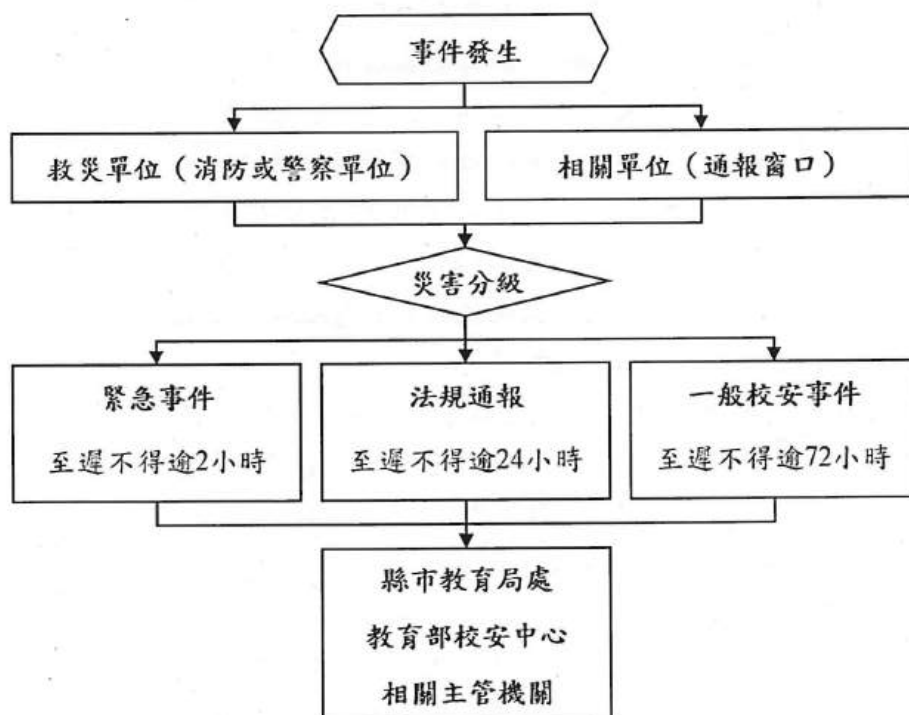 事件發生
救災單位（消防或警察單位）
相關單位（通報窗口）
災害分級
緊急事件
至遲不得逾2小時
法規通報
至遲不得逾24小時
一般校安事件
至遲不得逾72小時
縣市教育局處
教育部校安中心
相關主管機關